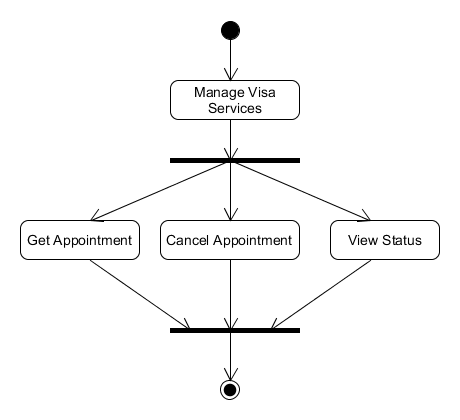 Manage Visa
Services
Get Appointment
Cancel Appointment
View Status